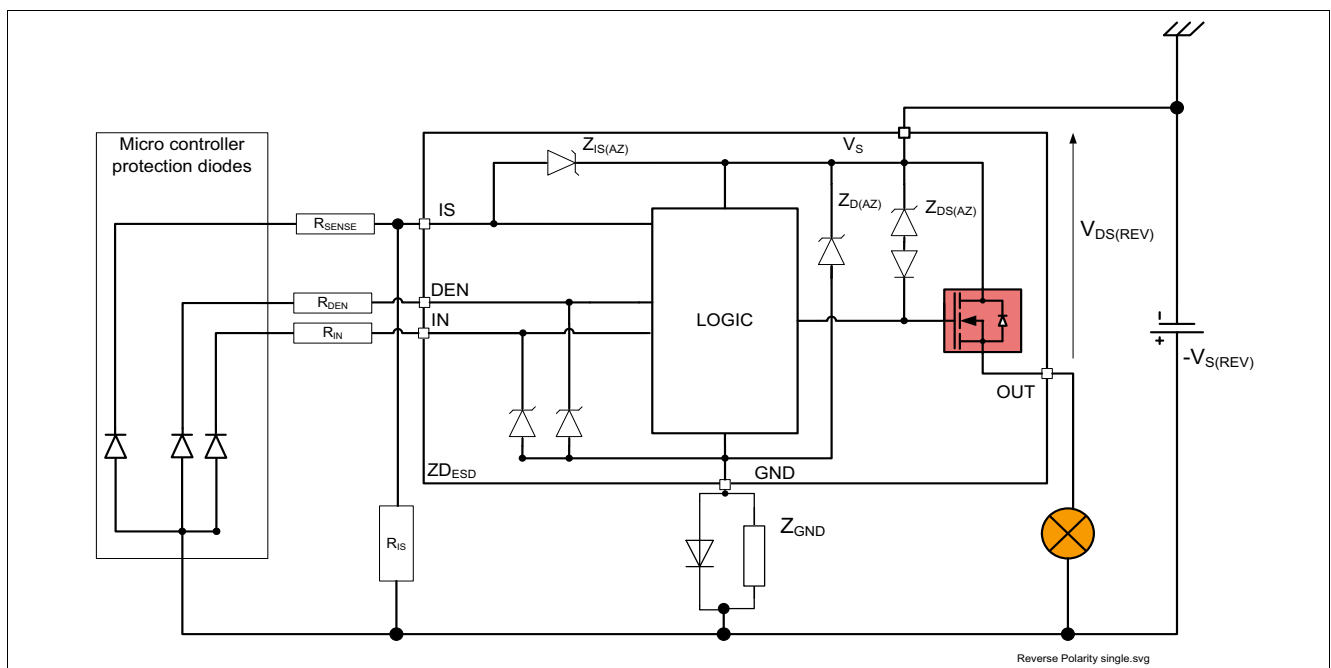 Micro controller
protection diodes
Z_IS(AZ)
V_S
Z_D(AZ)
Z_DS(AZ)
V_DS(REV)
R_SENSE
IS
R_DEN
DEN
R_IN
IN
LOGIC
-
+
-V_S(REV)
OUT
ZD_ESD
GND
Z_GND
R_IS
Reverse Polarity single.svg